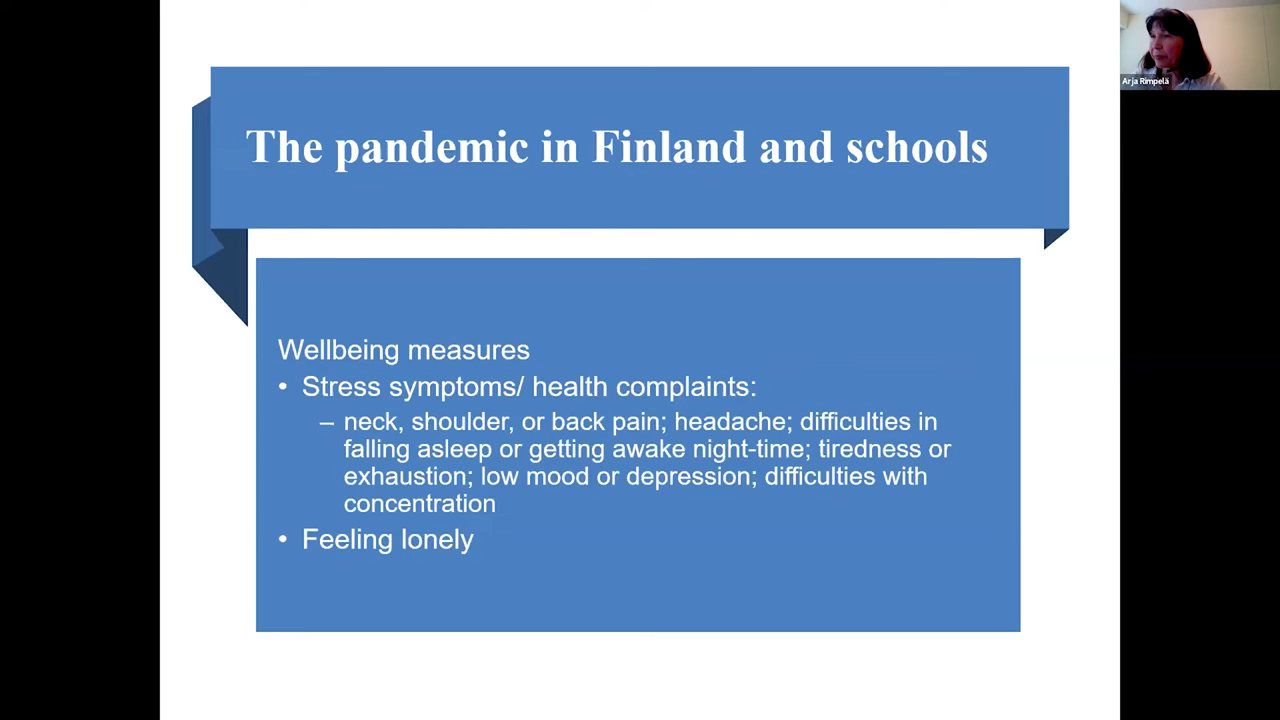 The pandemic in Finland and schools
Arja Rimpelä
Wellbeing measures
• Stress symptoms/ health complaints:
– neck, shoulder, or back pain; headache; difficulties in
falling asleep or getting awake night-time; tiredness or
exhaustion; low mood or depression; difficulties with
concentration
• Feeling lonely